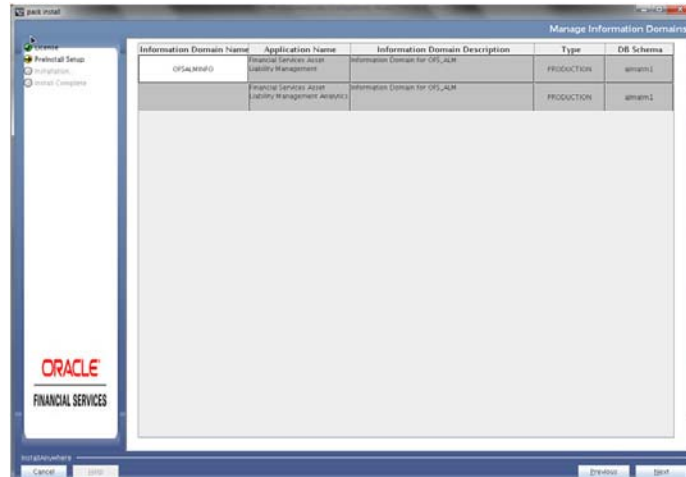 pack install
Manage Information Domains
License
Preinstall Setup
Installation...
Install Complete
Information Domain Name Application Name Information Domain Description Type DB Schema
OFSALMINFO Financial Services Asset Liability Management Information Domain for OFS_ALM PRODUCTION almatm1
Financial Services Asset Liability Management Analytics Information Domain for OFS_ALM PRODUCTION almatm1
ORACLE
FINANCIAL SERVICES
InstallAnywhere
Cancel Help Previous Next